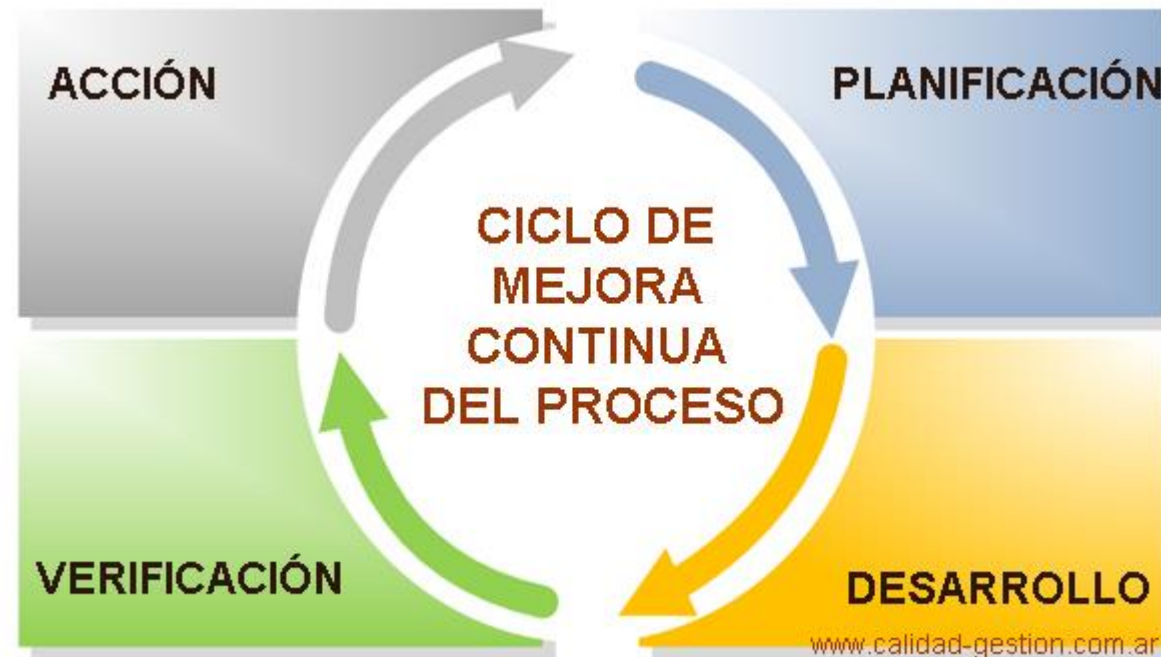 ACCIÓN
PLANIFICACIÓN
CICLO DE
MEJORA
CONTINUA
DEL PROCESO
VERIFICACIÓN
DESARROLLO
www.calidad-gestion.com.ar